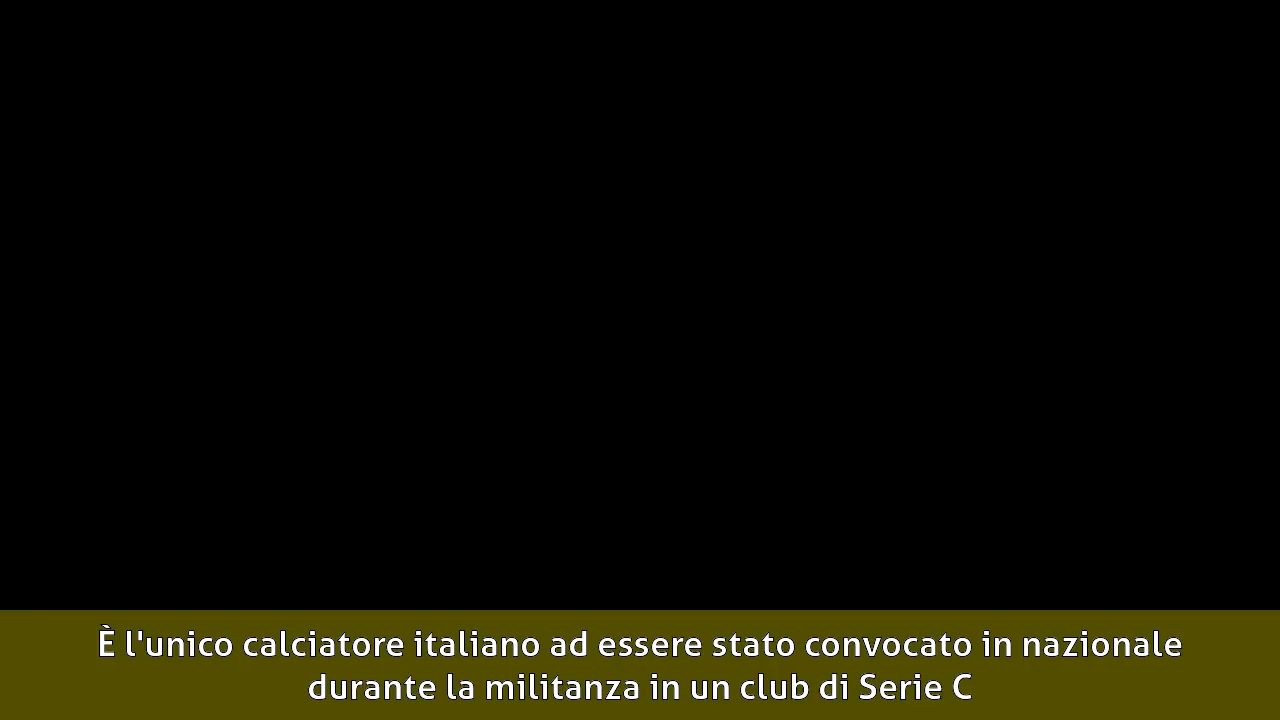 È l'unico calciatore italiano ad essere stato convocato in nazionale
durante la militanza in un club di Serie C